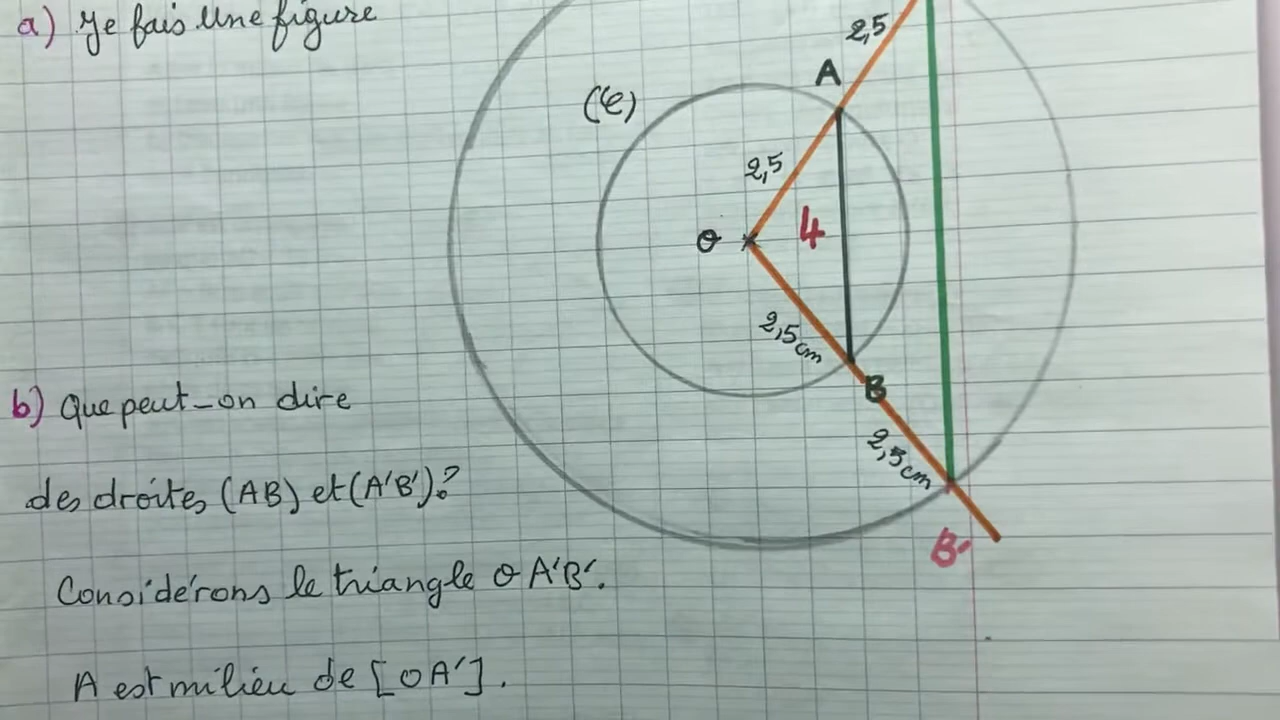 a) Je fais une figure
2,5
A
(C)
2,5
O
4
2,5cm
B
b) Que peut-on dire
2,5cm
des droites (AB) et (A'B')?
B'
Considérons le triangle OA'B'.
A est milieu de [OA'].